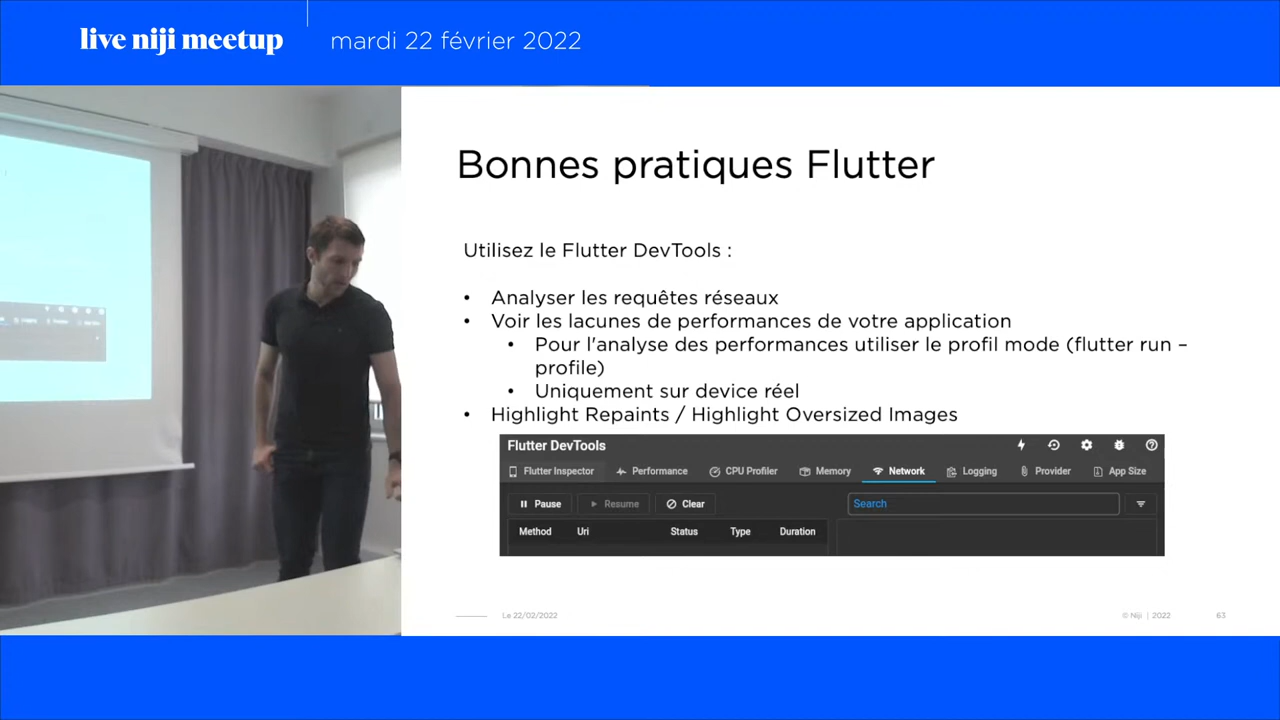 live niji meetup
mardi 22 février 2022
Bonnes pratiques Flutter
Utilisez le Flutter DevTools :
• Analyser les requêtes réseaux
• Voir les lacunes de performances de votre application
• Pour l'analyse des performances utiliser le profil mode (flutter run –
profile)
• Uniquement sur device réel
• Highlight Repaints / Highlight Oversized Images
Flutter DevTools
Flutter Inspector Performance CPU Profiler Memory Network Logging Provider App Size
Pause Resume Clear Search
Method Uri Status Type Duration
Le 22/02/2022
© Niji | 2022 63